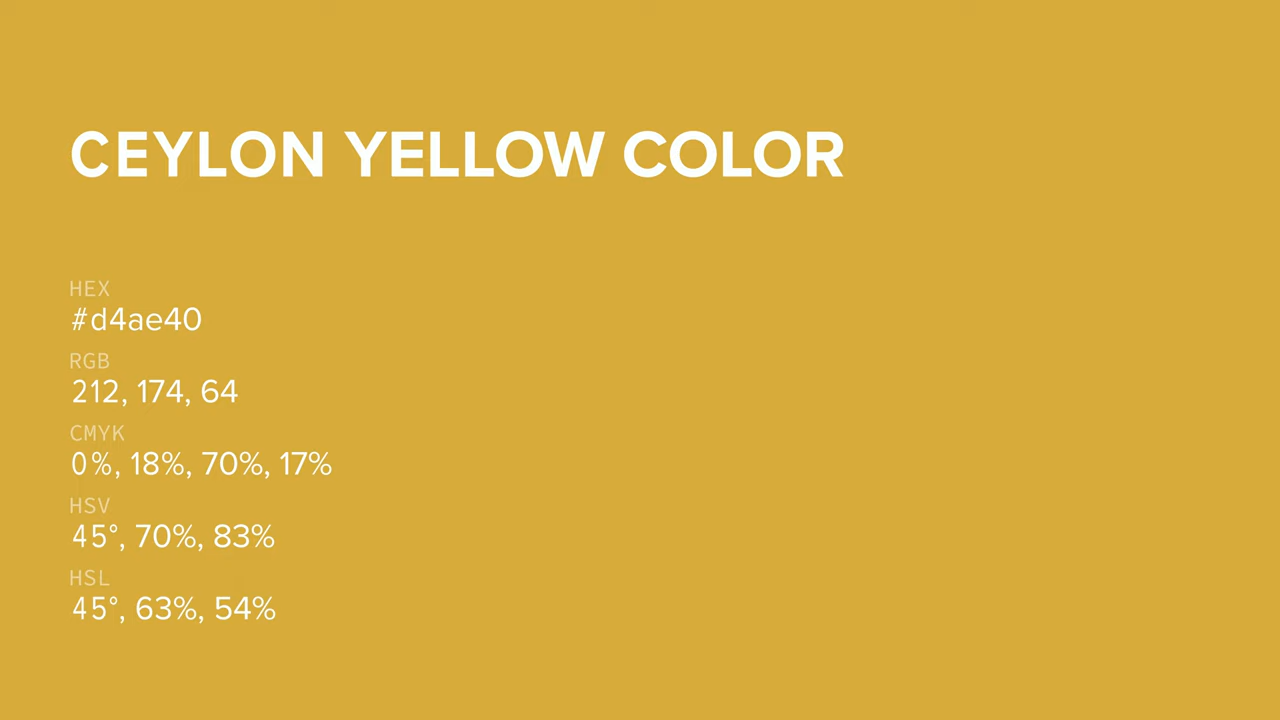 CEYLON YELLOW COLOR
HEX
#d4ae40
RGB
212, 174, 64
CMYK
0%, 18%, 70%, 17%
HSV
45°, 70%, 83%
HSL
45°, 63%, 54%